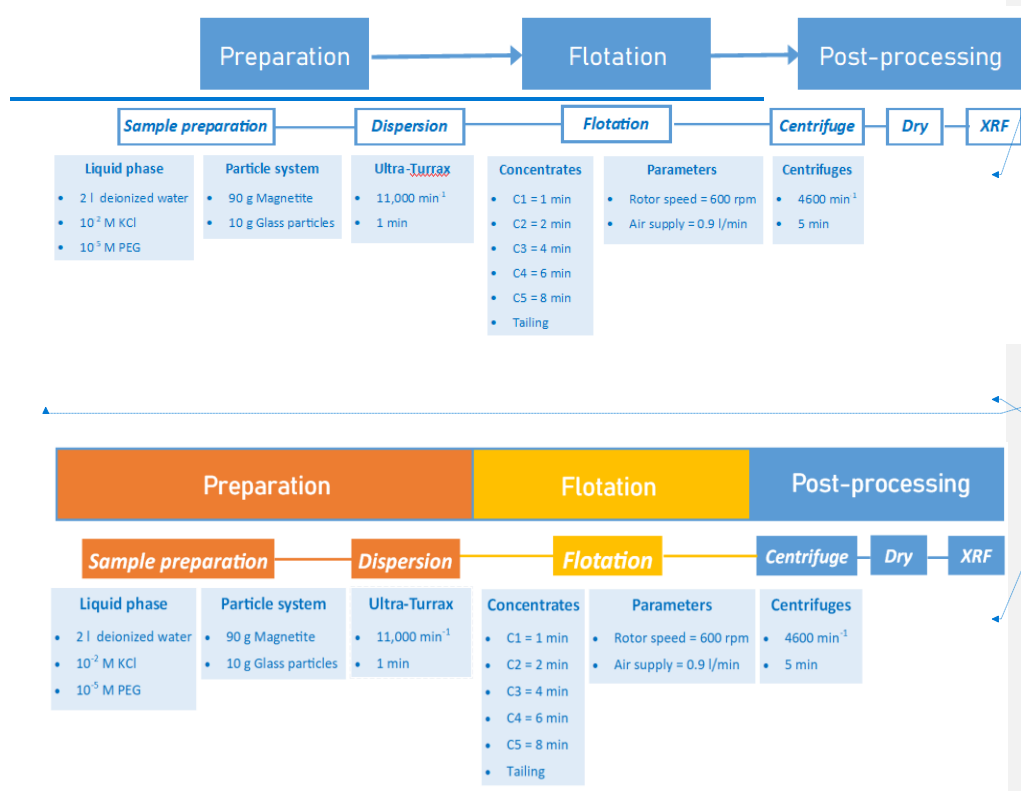 Preparation
Flotation
Post-processing
Sample preparation
Dispersion
Flotation
Centrifuge
Dry
XRF
Liquid phase
• 2 l deionized water
• 10⁻² M KCl
• 10⁻⁵ M PEG
Particle system
• 90 g Magnetite
• 10 g Glass particles
Ultra-Turrax
• 11,000 min⁻¹
• 1 min
Concentrates
• C1 = 1 min
• C2 = 2 min
• C3 = 4 min
• C4 = 6 min
• C5 = 8 min
• Tailing
Parameters
• Rotor speed = 600 rpm
• Air supply = 0.9 l/min
Centrifuges
• 4600 min⁻¹
• 5 min
Preparation
Flotation
Post-processing
Sample preparation
Dispersion
Flotation
Centrifuge
Dry
XRF
Liquid phase
• 2 l deionized water
• 10⁻² M KCl
• 10⁻⁵ M PEG
Particle system
• 90 g Magnetite
• 10 g Glass particles
Ultra-Turrax
• 11,000 min⁻¹
• 1 min
Concentrates
• C1 = 1 min
• C2 = 2 min
• C3 = 4 min
• C4 = 6 min
• C5 = 8 min
• Tailing
Parameters
• Rotor speed = 600 rpm
• Air supply = 0.9 l/min
Centrifuges
• 4600 min⁻¹
• 5 min